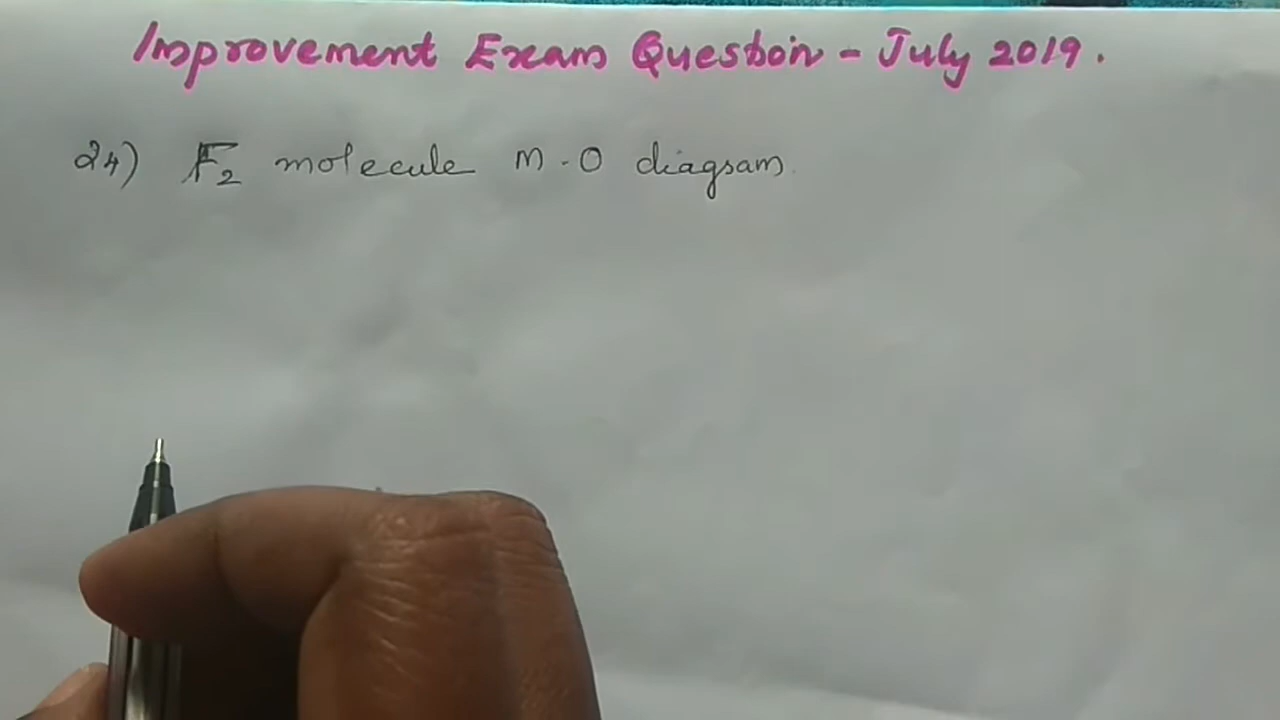 Improvement Exam Question - July 2019.
24) F₂ molecule M.O diagram.